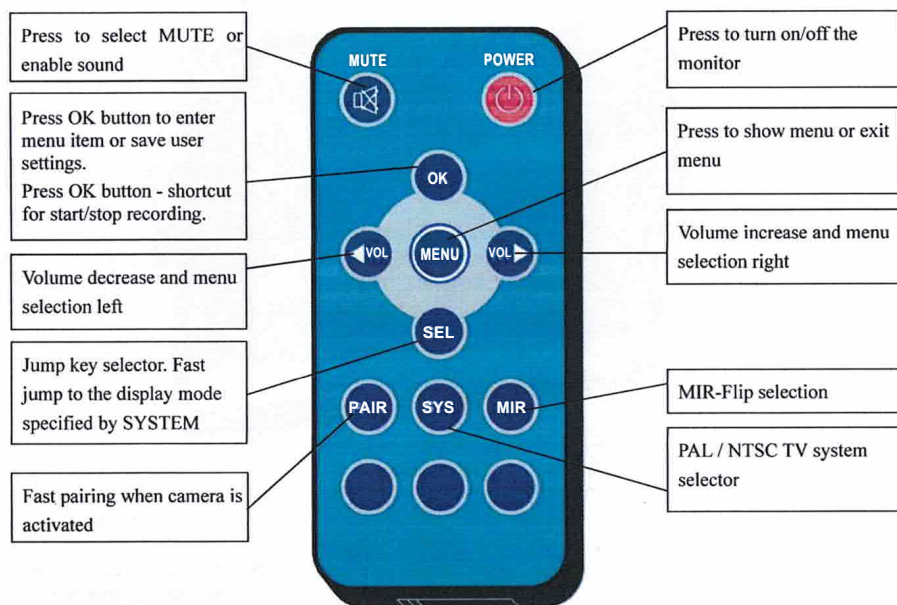 Press to select MUTE or
enable sound
Press OK button to enter
menu item or save user
settings.
Press OK button - shortcut
for start/stop recording.
Volume decrease and menu
selection left
Jump key selector. Fast
jump to the display mode
specified by SYSTEM
Fast pairing when camera is
activated
MUTE
POWER
OK
VOL
MENU
VOL
SEL
PAIR
SYS
MIR
Press to turn on/off the
monitor
Press to show menu or exit
menu
Volume increase and menu
selection right
MIR-Flip selection
PAL / NTSC TV system
selector